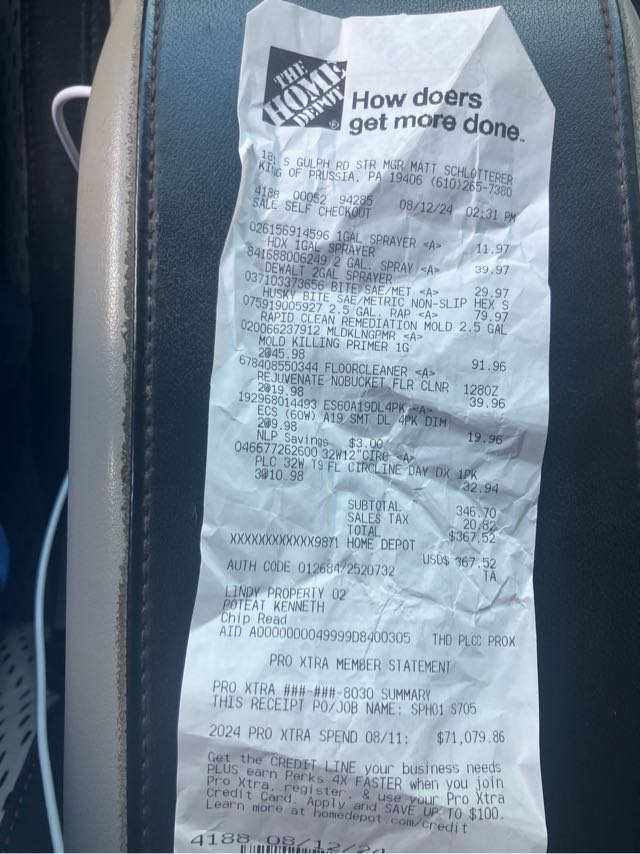 THE
HOME
DEPOT
How doers
get more done.
S GULPH RD STR MGR MATT SCHLOTTERER
KING OF PRUSSIA, PA 19406 (610)265-7380
4188 00052 94285 08/12/24 02:31 PM
SALE SELF CHECKOUT
026156914596 1GAL SPRAYER <A> 11.97
HDX 1GAL SPRAYER
841688006249 2 GAL. SPRAY <A> 39.97
DEWALT 2GAL SPRAYER
037103373656 BITE SAE/MET <A> 29.97
HUSKY BITE SAE/METRIC NON-SLIP HEX S
075919005927 2.5 GAL. RAP <A> 79.97
RAPID CLEAN REMEDIATION MOLD 2.5 GAL
020066237912 MLDKLNGPMR <A>
MOLD KILLING PRIMER 1G
2@45.98 91.96
678408550344 FLOORCLEANER <A>
REJUVENATE NOBUCKET FLR CLNR 128OZ
2@19.98 39.96
192968014493 ES60A19DL4PK <A>
ECS (60W) A19 SMT DL 4PK DIM
2@9.98 19.96
NLP Savings $3.00
046677262600 32W12"CIRC <A>
PLC 32W T9 FL CIRCLINE DAY DX 1PK
3@10.98 32.94
SUBTOTAL 346.70
SALES TAX 20.82
TOTAL $367.52
XXXXXXXXXXXX9871 HOME DEPOT
USD$ 367.52
AUTH CODE 012684/2520732 TA
LINDY PROPERTY 02
POTEAT KENNETH
Chip Read
AID A0000000049999D8400305 THD PLCC PROX
PRO XTRA MEMBER STATEMENT
PRO XTRA ###-###-8030 SUMMARY
THIS RECEIPT PO/JOB NAME: SPH01 S705
2024 PRO XTRA SPEND 08/11: $71,079.86
Get the CREDIT LINE your business needs
PLUS earn Perks 4X FASTER when you join
Pro Xtra, register, & use your Pro Xtra
Credit Card. Apply and SAVE UP TO $100.
Learn more at homedepot.com/credit
4188 08/12/24